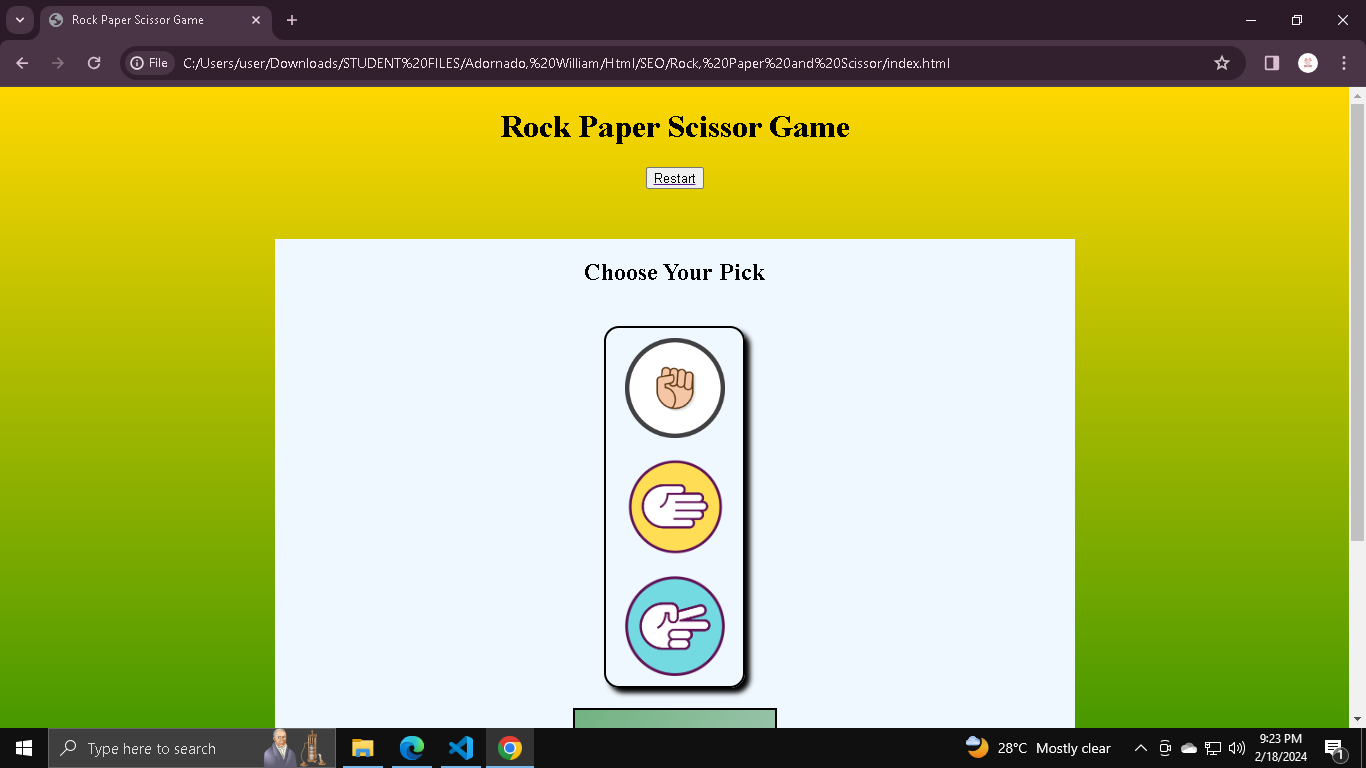 Rock Paper Scissor Game
File
C:/Users/user/Downloads/STUDENT%20FILES/Adornado,%20William/Html/SEO/Rock,%20Paper%20and%20Scissor/index.html
Rock Paper Scissor Game
Restart
Choose Your Pick
Type here to search
28°C Mostly clear
9:23 PM
2/18/2024
1